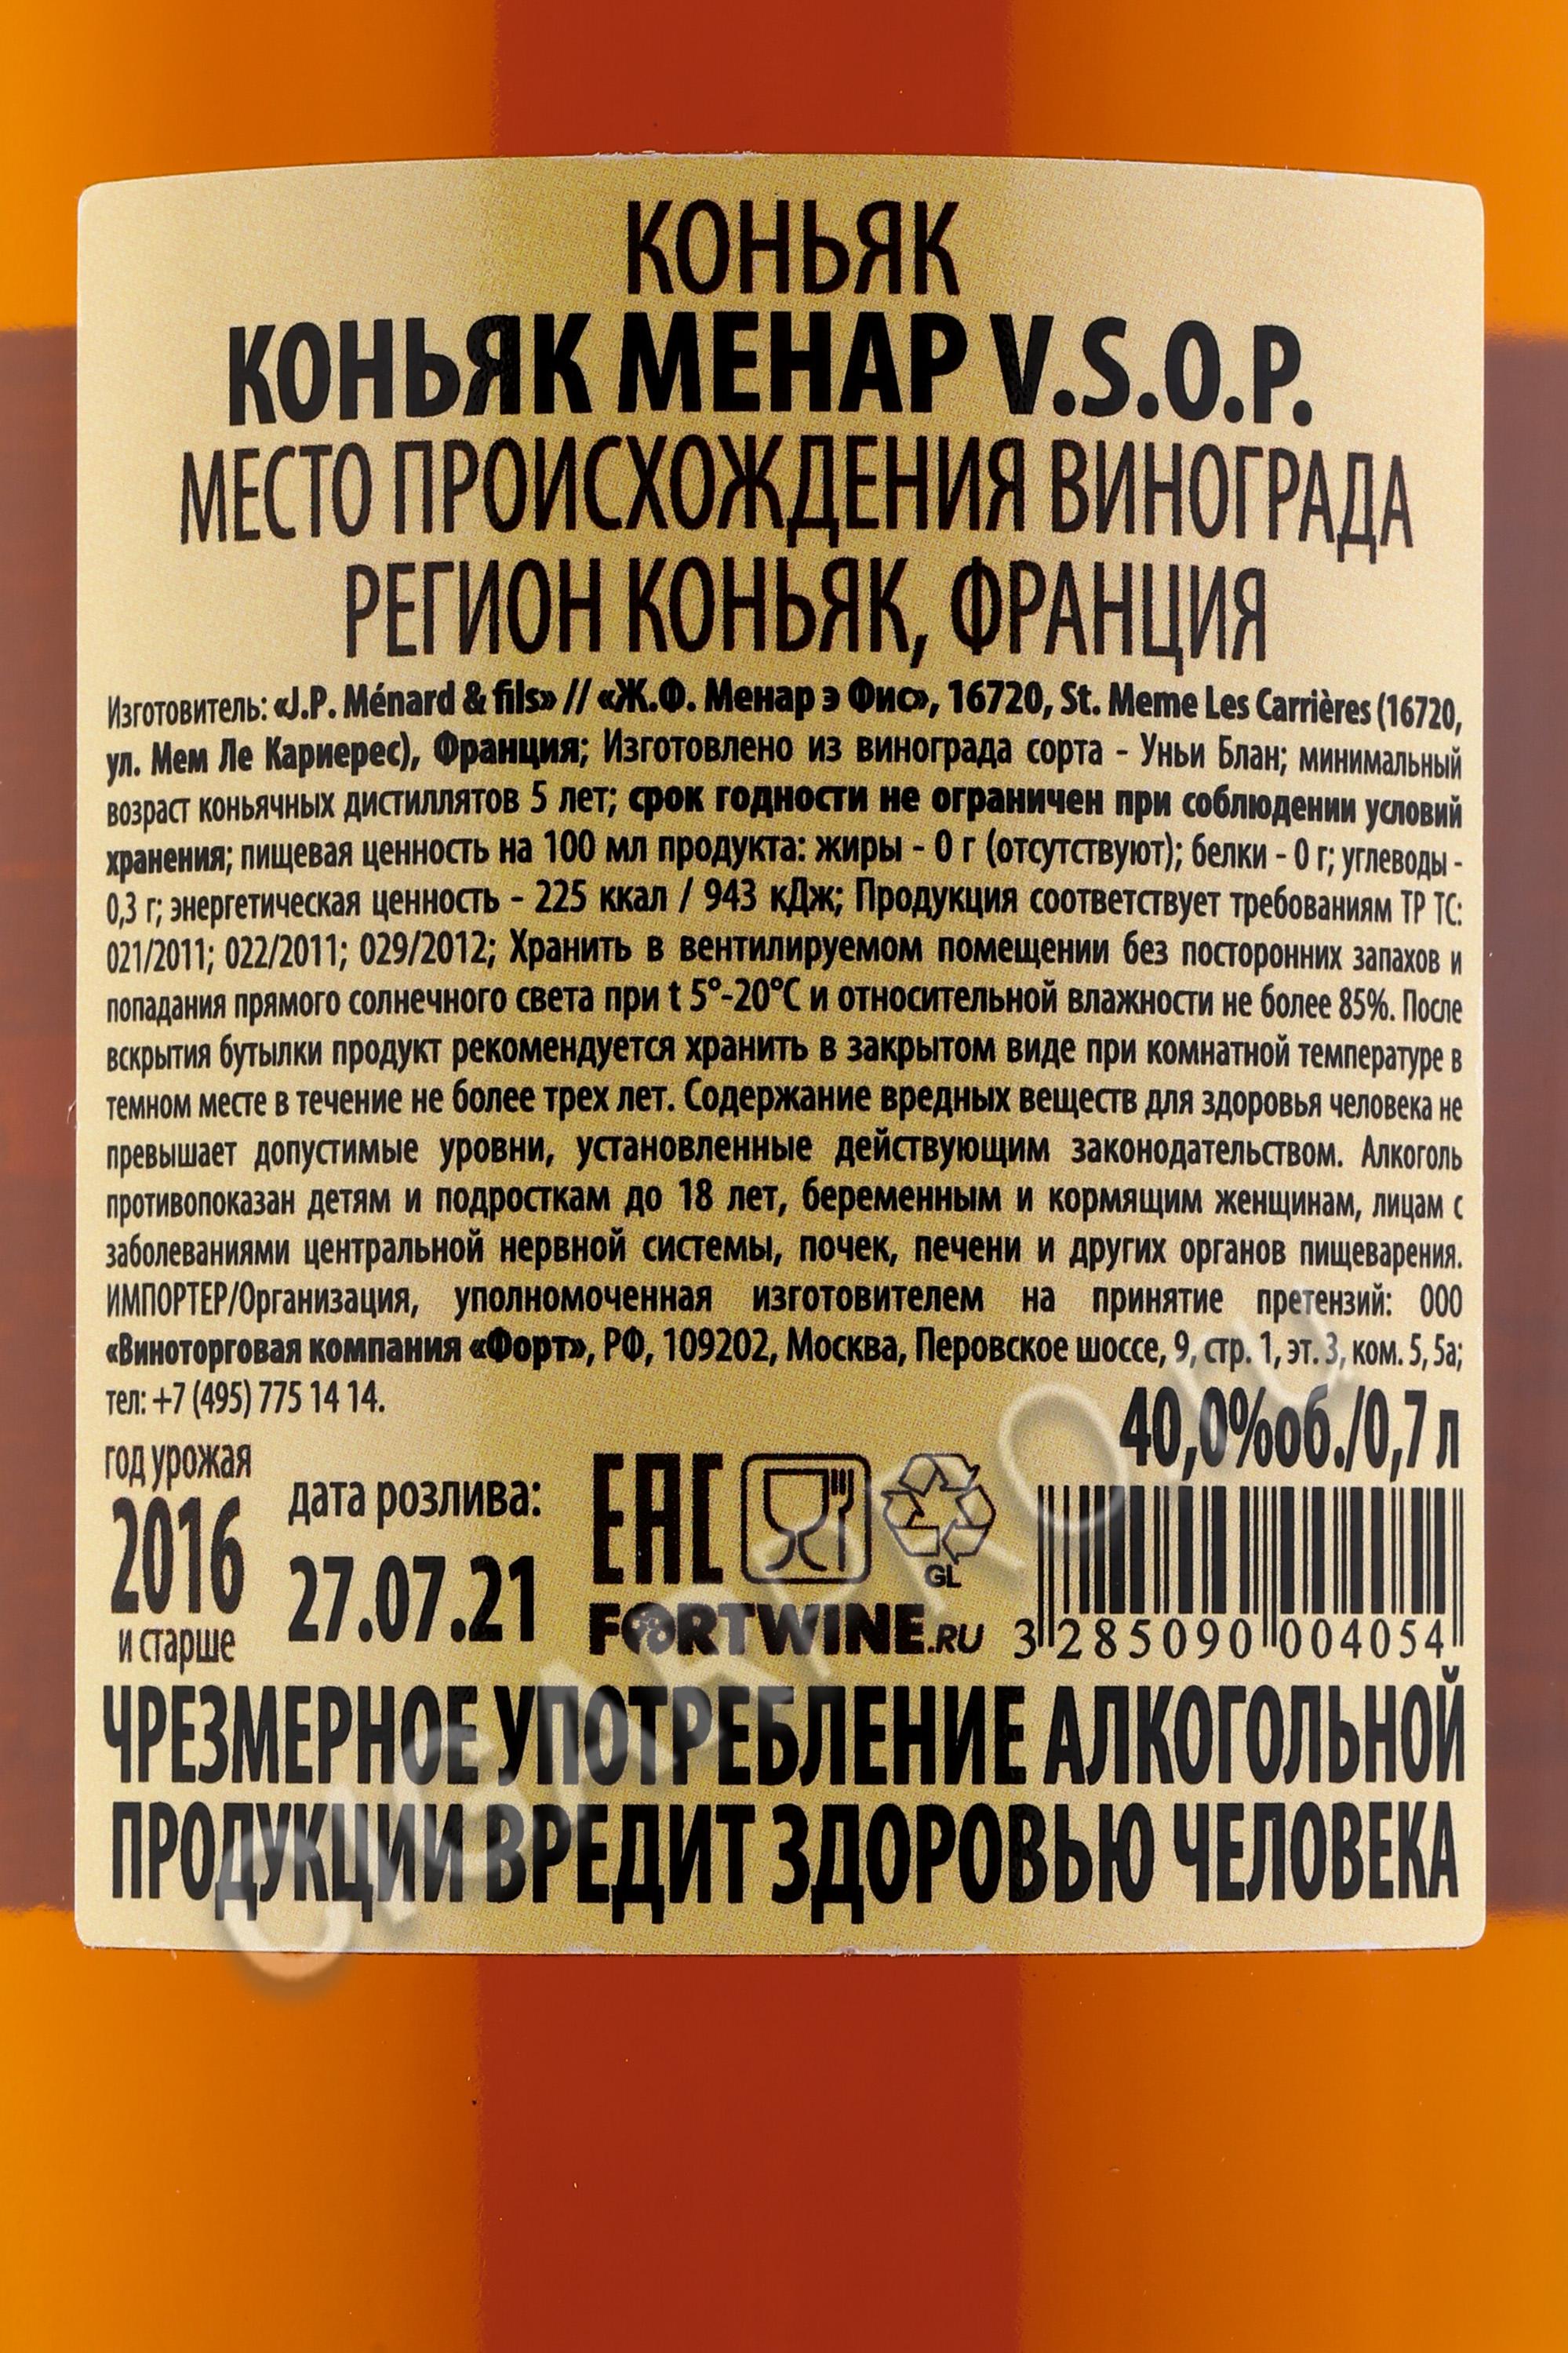 КОНЬЯК
КОНЬЯК МЕНАР V.S.O.P.
МЕСТО ПРОИСХОЖДЕНИЯ ВИНОГРАДА
РЕГИОН КОНЬЯК, ФРАНЦИЯ
Изготовитель: «J.P. Ménard & fils» // «Ж.Ф. Менар э Фис», 16720, St. Meme Les Carrières (16720,
ул. Мем Ле Кариерес), Франция; Изготовлено из винограда сорта - Уньи Блан; минимальный
возраст коньячных дистиллятов 5 лет; срок годности не ограничен при соблюдении условий
хранения; пищевая ценность на 100 мл продукта: жиры - 0 г (отсутствуют); белки - 0 г; углеводы -
0,3 г; энергетическая ценность - 225 ккал / 943 кДж; Продукция соответствует требованиям ТР ТС:
021/2011; 022/2011; 029/2012; Хранить в вентилируемом помещении без посторонних запахов и
попадания прямого солнечного света при t 5°-20°C и относительной влажности не более 85%. После
вскрытия бутылки продукт рекомендуется хранить в закрытом виде при комнатной температуре в
темном месте в течение не более трех лет. Содержание вредных веществ для здоровья человека не
превышает допустимые уровни, установленные действующим законодательством. Алкоголь
противопоказан детям и подросткам до 18 лет, беременным и кормящим женщинам, лицам с
заболеваниями центральной нервной системы, почек, печени и других органов пищеварения.
ИМПОРТЕР/Организация, уполномоченная изготовителем на принятие претензий: ООО
«Виноторговая компания «Форт», РФ, 109202, Москва, Перовское шоссе, 9, стр. 1, эт. 3, ком. 5, 5а;
тел: +7 (495) 775 14 14.
40,0%об./0,7 л
год урожая
2016
и старше
дата розлива:
27.07.21
EAC
GL
FORTWINE.RU
3 285090 004054
ЧРЕЗМЕРНОЕ УПОТРЕБЛЕНИЕ АЛКОГОЛЬНОЙ
ПРОДУКЦИИ ВРЕДИТ ЗДОРОВЬЮ ЧЕЛОВЕКА
CIGARPRO.RU